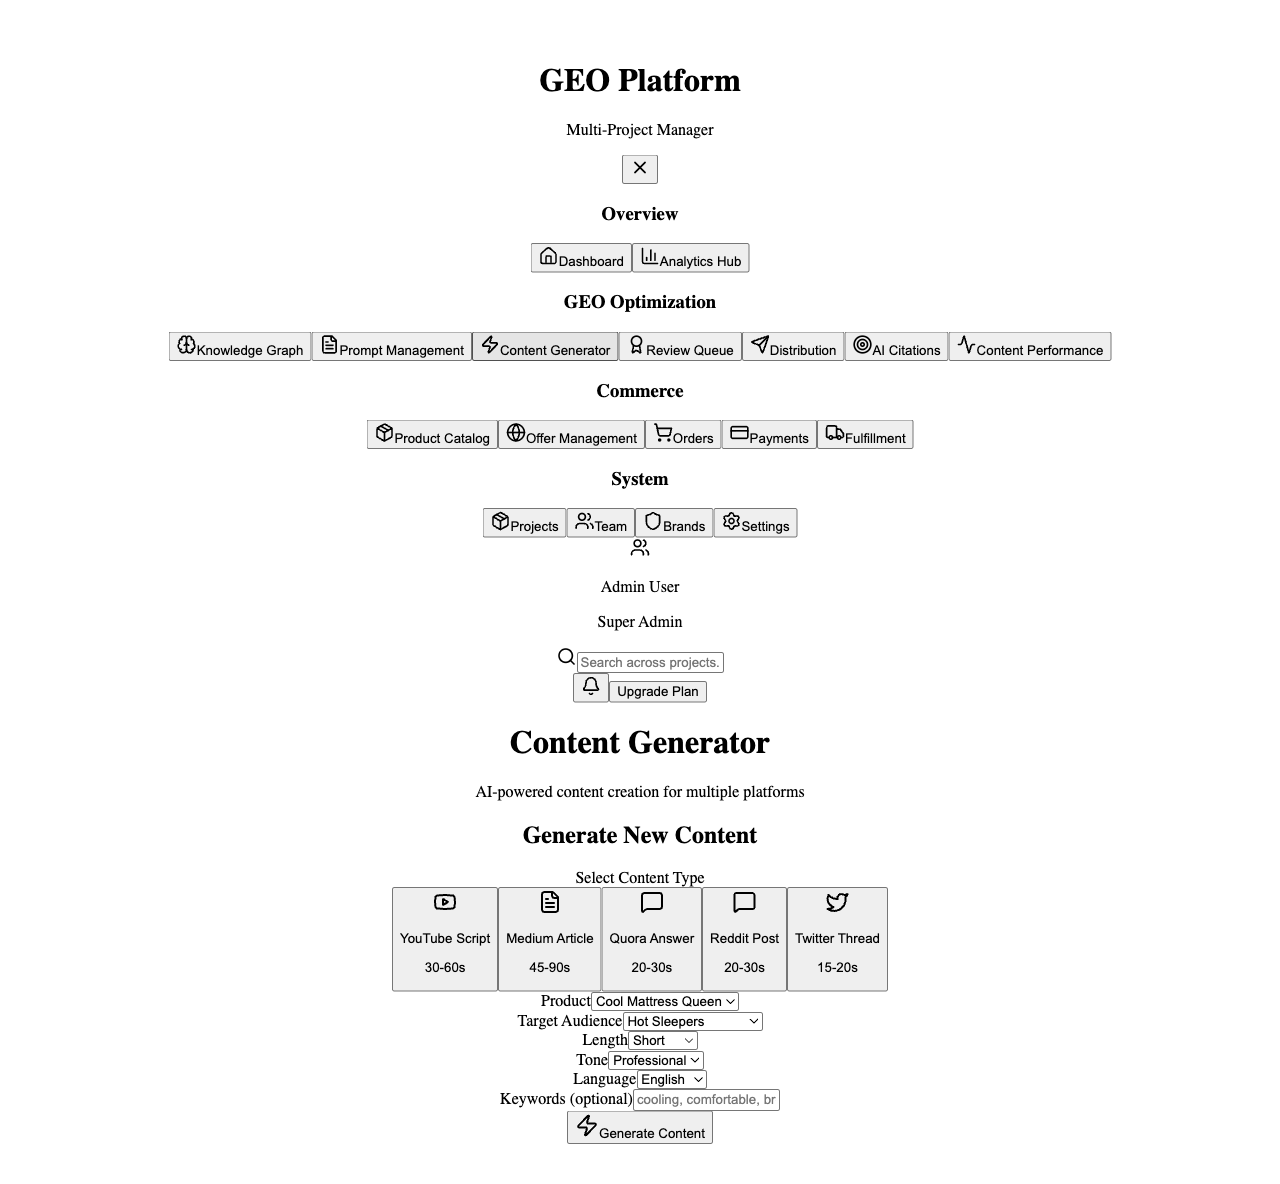 GEO Platform
Multi-Project Manager
Overview
Dashboard Analytics Hub
GEO Optimization
Knowledge Graph Prompt Management Content Generator Review Queue Distribution AI Citations Content Performance
Commerce
Product Catalog Offer Management Orders Payments Fulfillment
System
Projects Team Brands Settings
Admin User
Super Admin
Search across projects.
Upgrade Plan
Content Generator
AI-powered content creation for multiple platforms
Generate New Content
Select Content Type
YouTube Script Medium Article Quora Answer Reddit Post Twitter Thread
30-60s 45-90s 20-30s 20-30s 15-20s
Product Cool Mattress Queen
Target Audience Hot Sleepers
Length Short
Tone Professional
Language English
Keywords (optional) cooling, comfortable, br
Generate Content